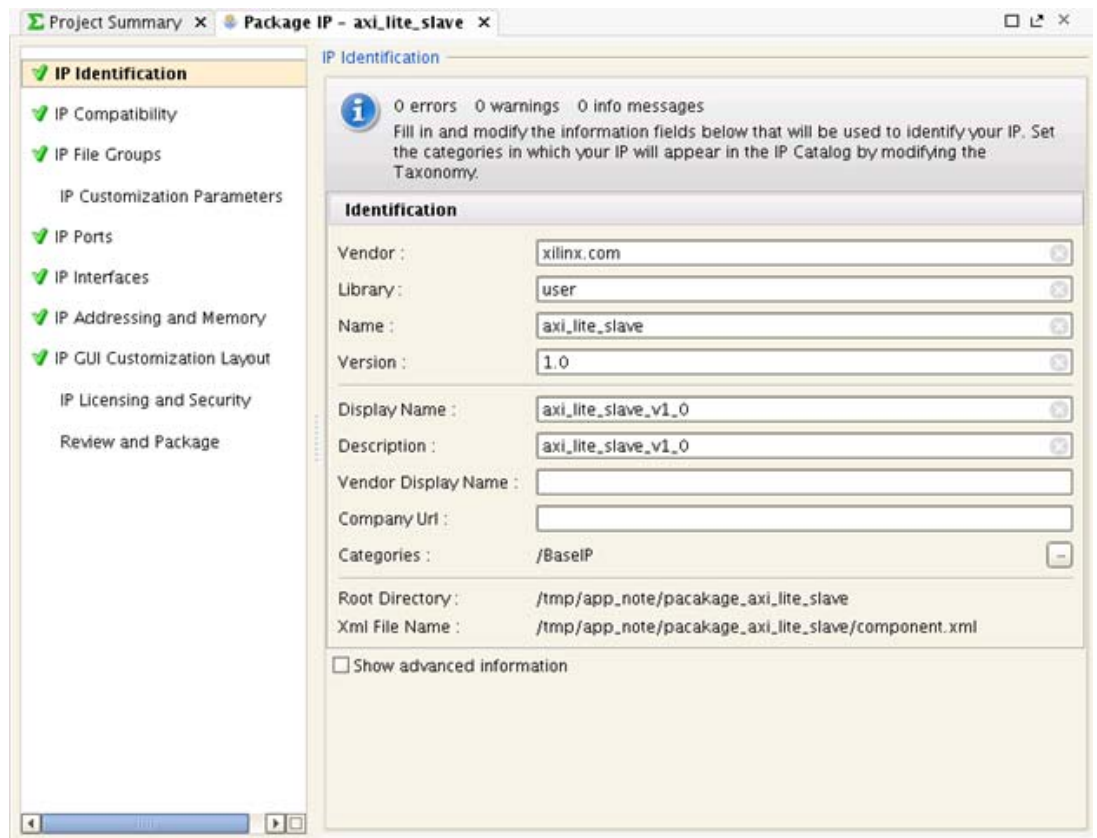 Project Summary × Package IP - axi_lite_slave ×
IP Identification
IP Compatibility
IP File Groups
IP Customization Parameters
IP Ports
IP Interfaces
IP Addressing and Memory
IP GUI Customization Layout
IP Licensing and Security
Review and Package
IP Identification
0 errors 0 warnings 0 info messages
Fill in and modify the information fields below that will be used to identify your IP. Set
the categories in which your IP will appear in the IP Catalog by modifying the
Taxonomy.
Identification
Vendor : xilinx.com
Library : user
Name : axi_lite_slave
Version : 1.0
Display Name : axi_lite_slave_v1_0
Description : axi_lite_slave_v1_0
Vendor Display Name :
Company Url :
Categories : /BaseIP
Root Directory : /tmp/app_note/pacakage_axi_lite_slave
Xml File Name : /tmp/app_note/pacakage_axi_lite_slave/component.xml
Show advanced information